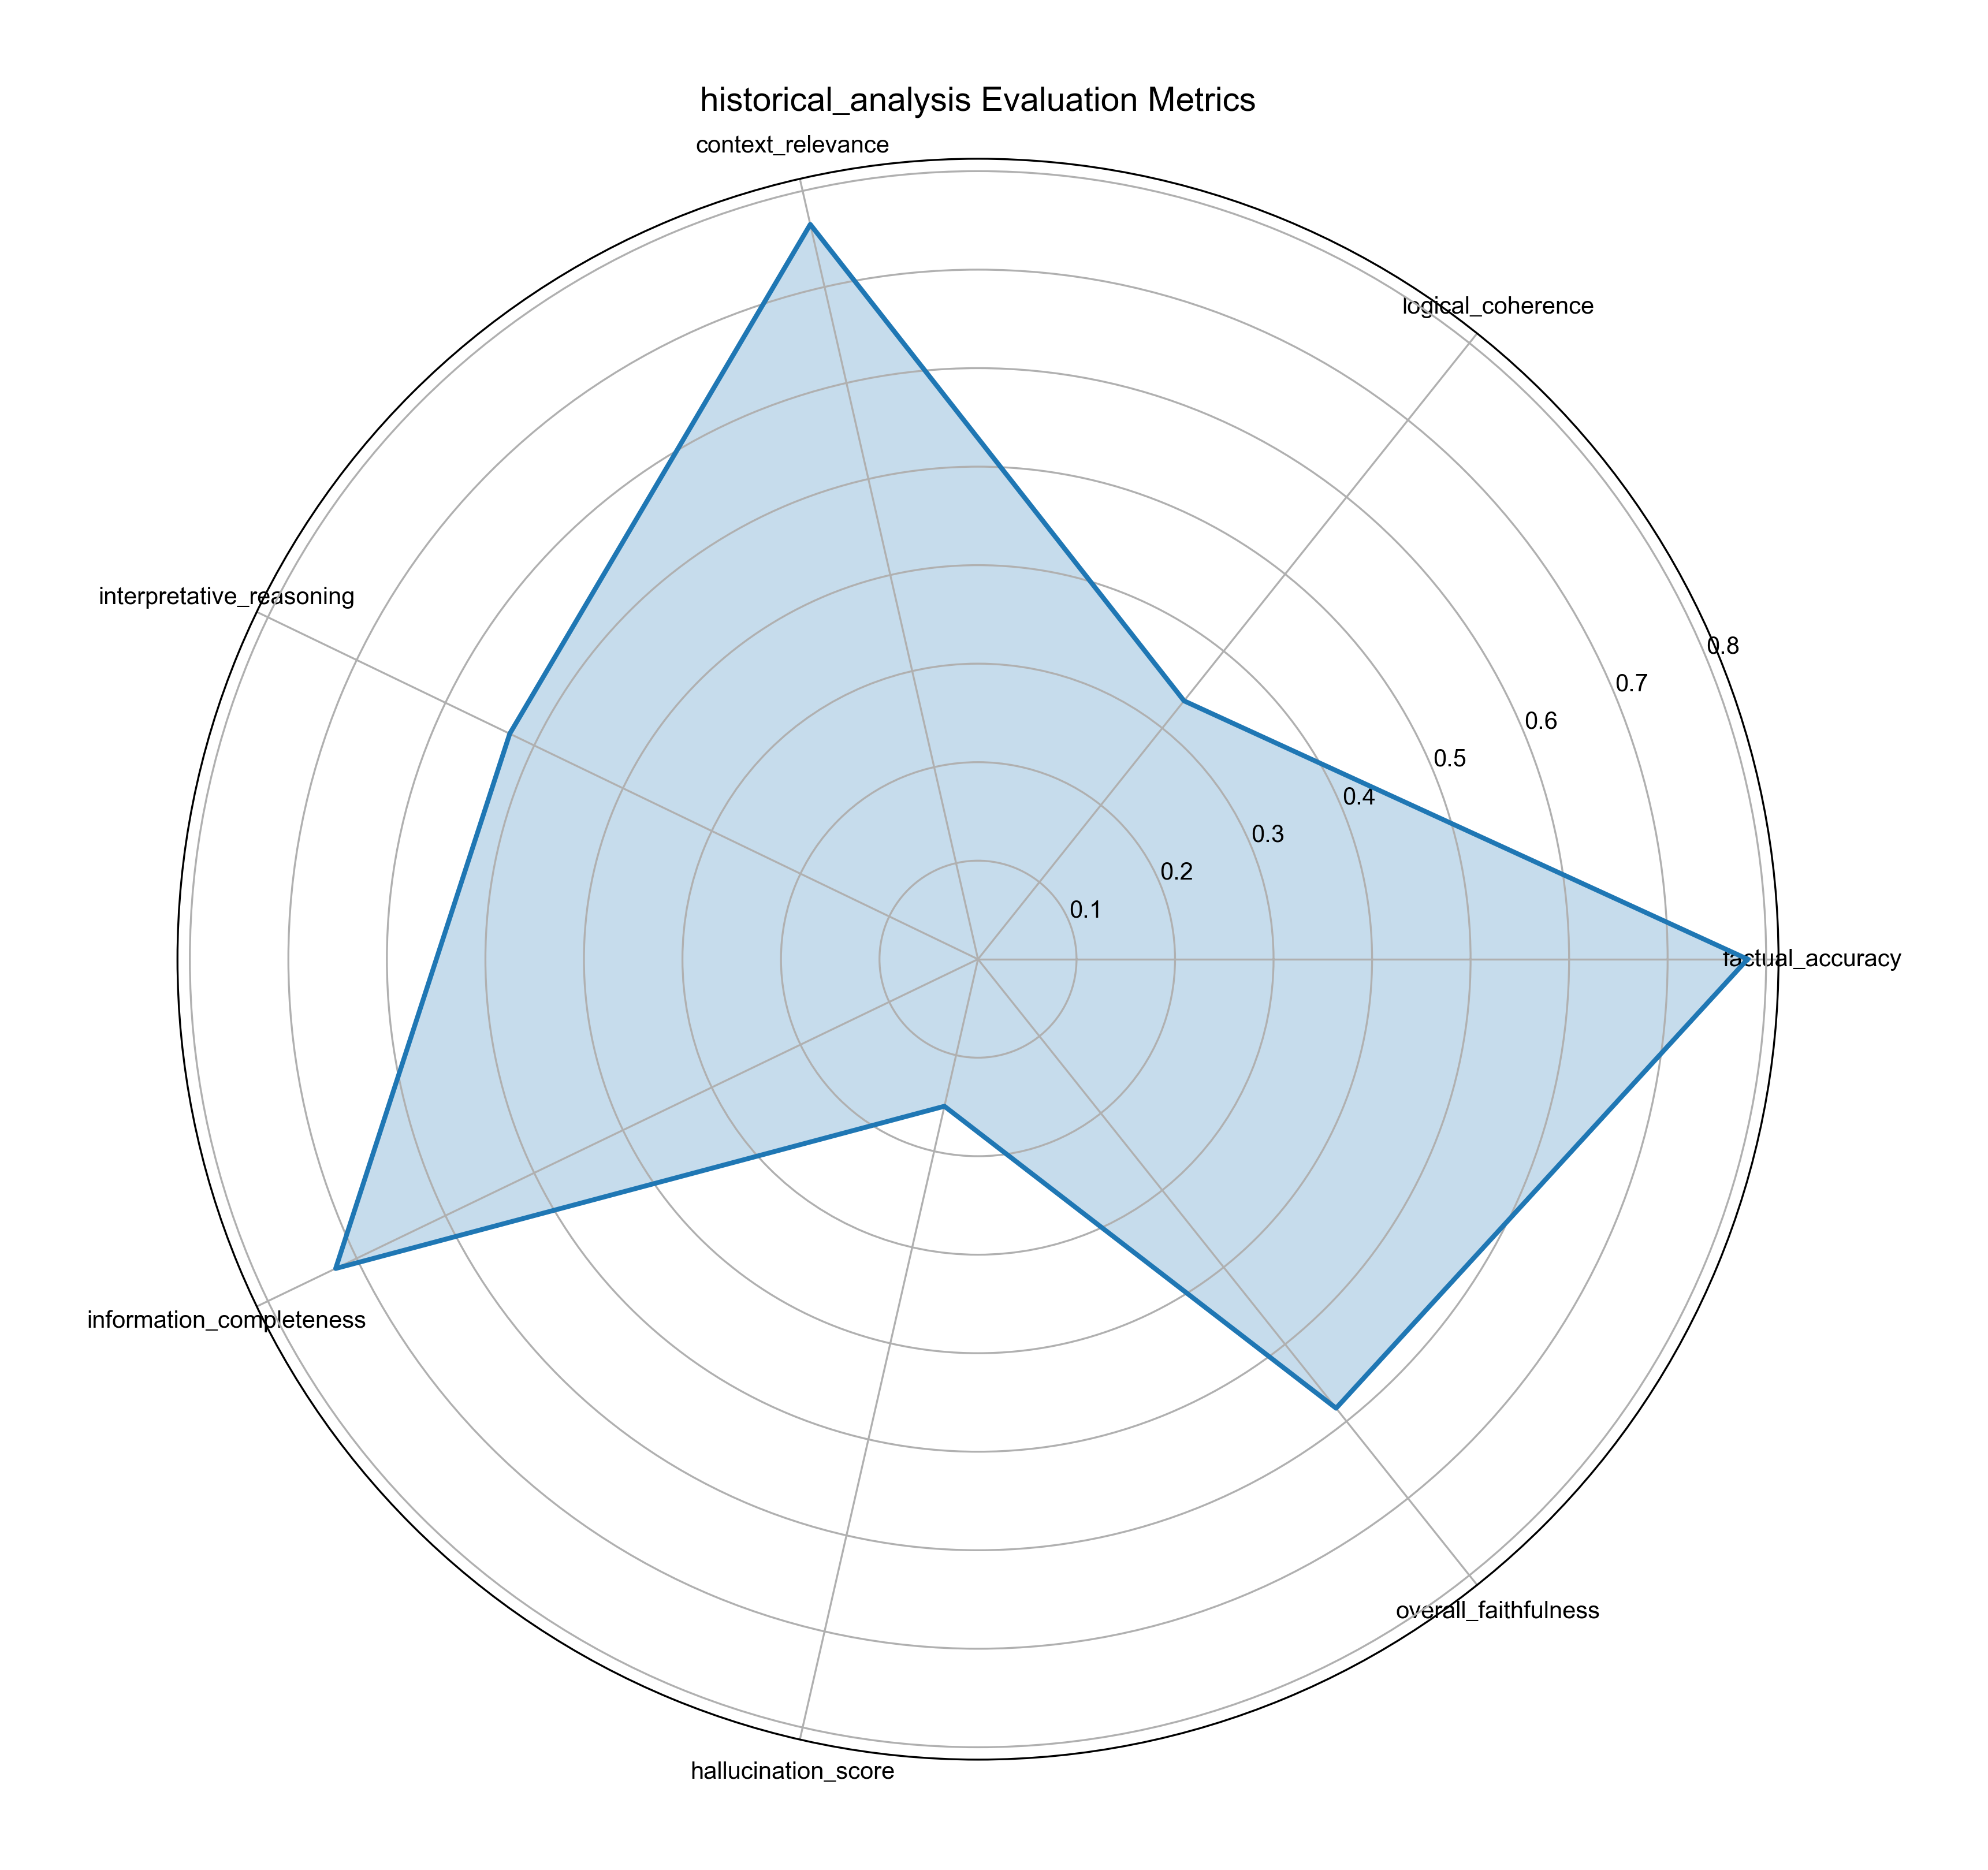 historical_analysis Evaluation Metrics
context_relevance
logical_coherence
interpretative_reasoning
0.8
0.7
0.6
0.5
0.4
0.3
0.2
0.1
factual_accuracy
information_completeness
overall_faithfulness
hallucination_score